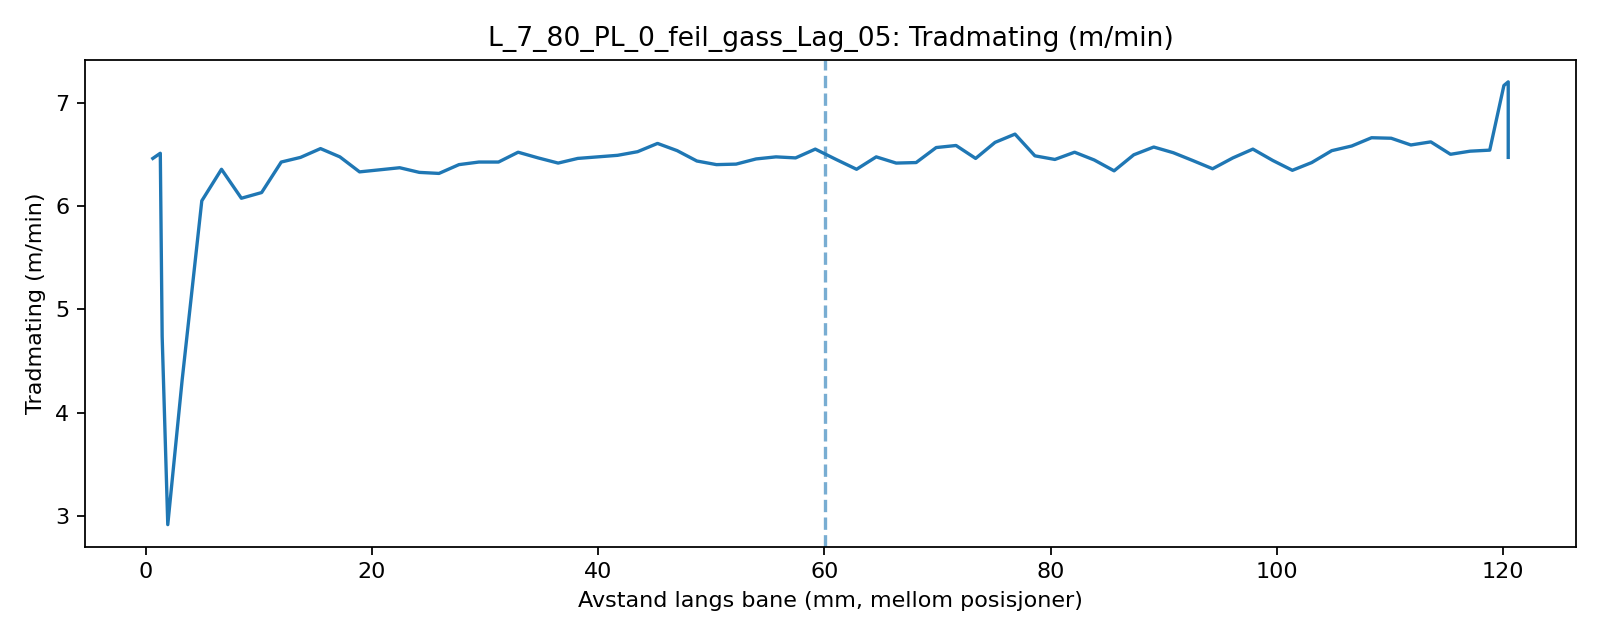 L_7_80_PL_0_feil_gass_Lag_05: Tradmating (m/min)
Tradmating (m/min)
7
6
5
4
3
0 20 40 60 80 100 120
Avstand langs bane (mm, mellom posisjoner)